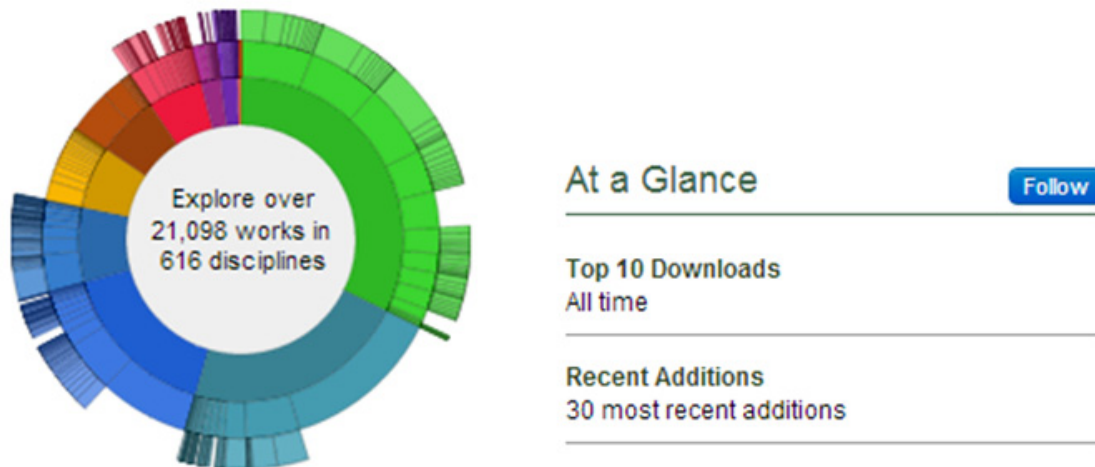 Explore over
21,098 works in
616 disciplines
At a Glance
Follow
Top 10 Downloads
All time
Recent Additions
30 most recent additions